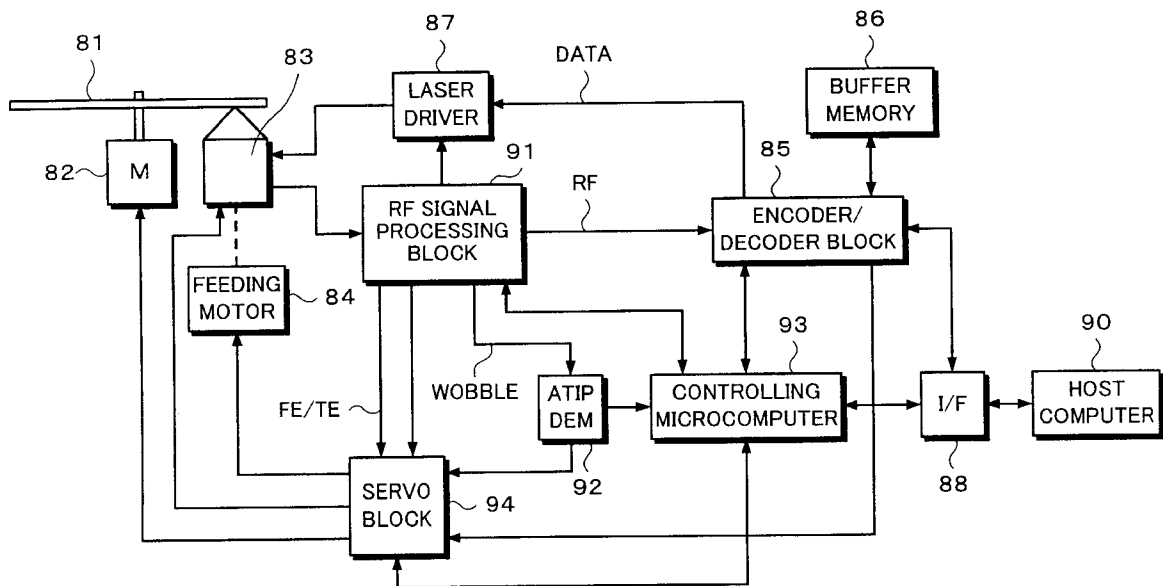 81
83
87
LASER
DRIVER
DATA
86
BUFFER
MEMORY
82
M
91
RF SIGNAL
PROCESSING
BLOCK
RF
85
ENCODER/
DECODER BLOCK
FEEDING
MOTOR
84
WOBBLE
FE/TE
ATIP
DEM
92
93
CONTROLLING
MICROCOMPUTER
I/F
88
90
HOST
COMPUTER
SERVO
BLOCK
94